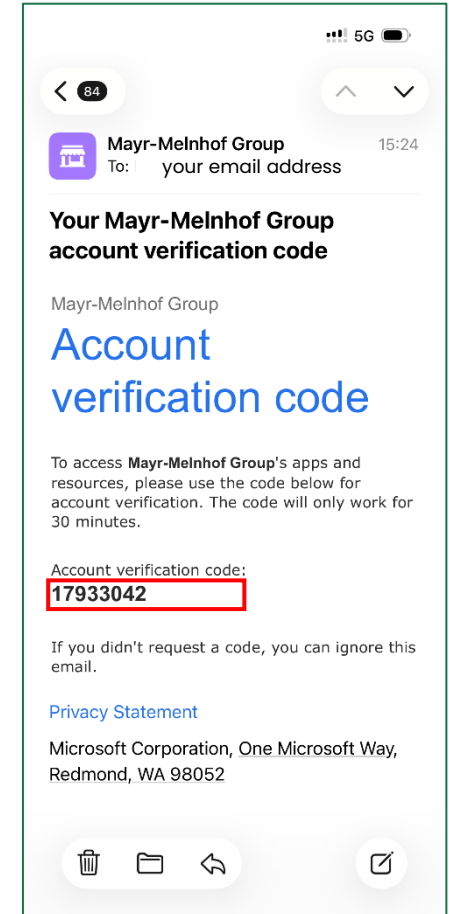 5G
84
Mayr-Melnhof Group 15:24
To: your email address
Your Mayr-Melnhof Group
account verification code
Mayr-Melnhof Group
Account
verification code
To access Mayr-Melnhof Group's apps and
resources, please use the code below for
account verification. The code will only work for
30 minutes.
Account verification code:
17933042
If you didn't request a code, you can ignore this
email.
Privacy Statement
Microsoft Corporation, One Microsoft Way,
Redmond, WA 98052